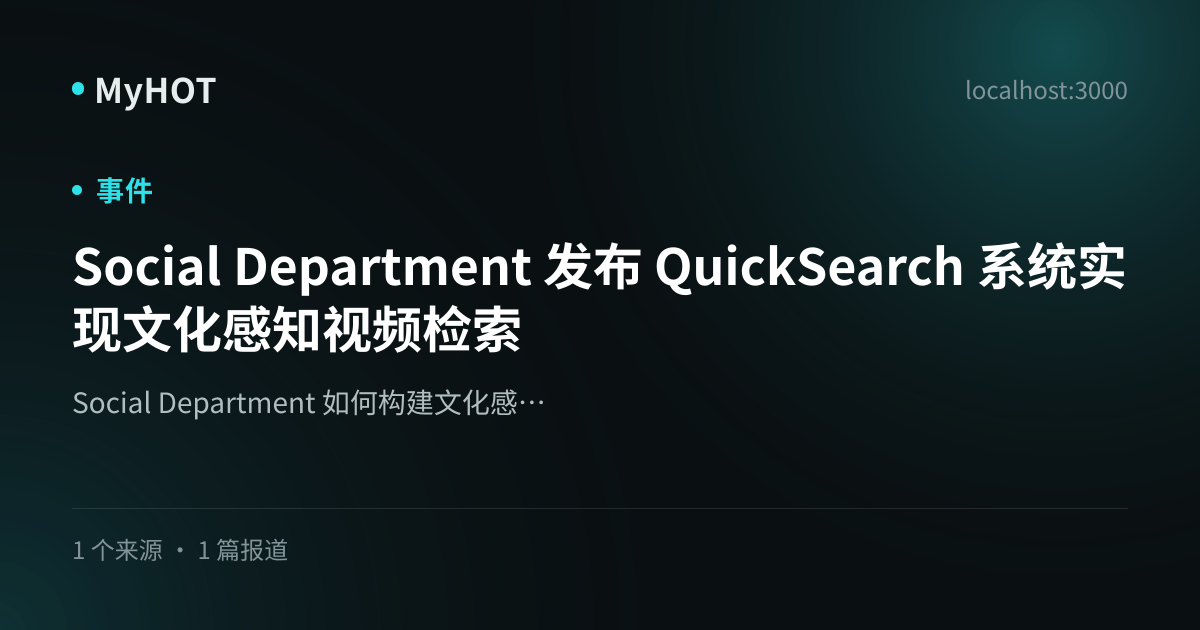 MyHOT
localhost:3000
事件
Social Department 发布 QuickSearch 系统实
现文化感知视频检索
Social Department 如何构建文化感…
1 个来源 · 1 篇报道